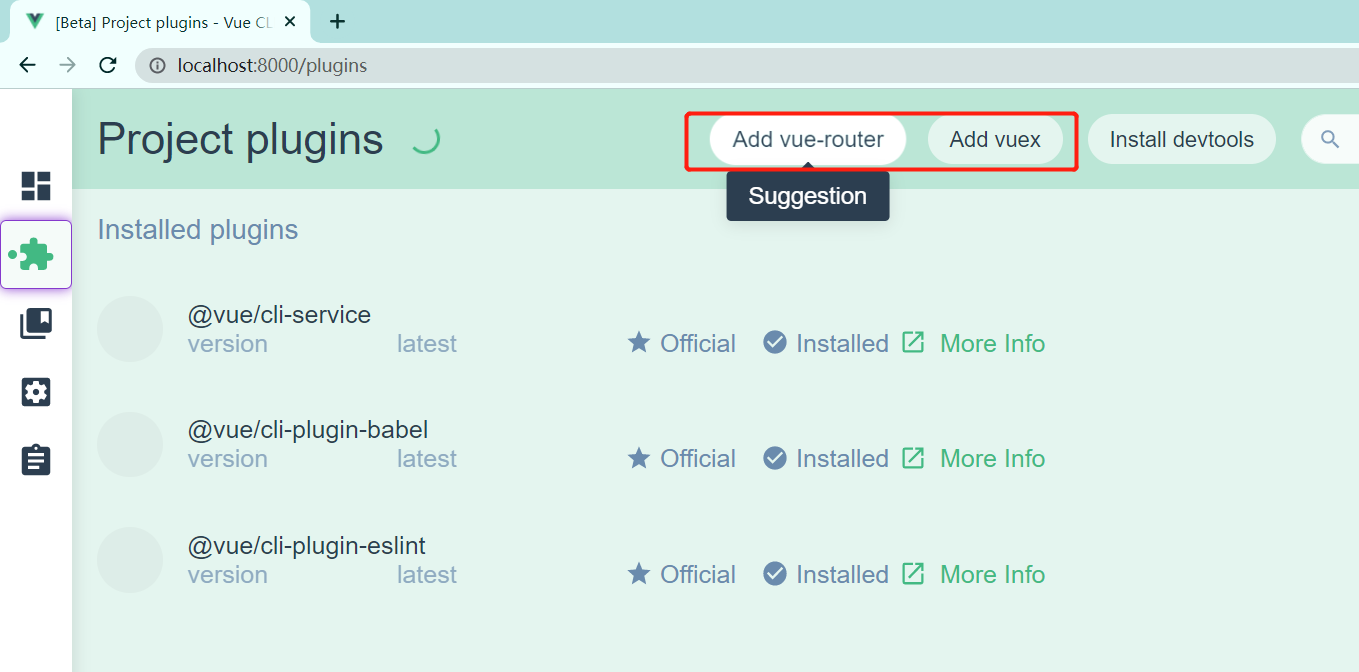 [Beta] Project plugins - Vue CL
localhost:8000/plugins
Project plugins
Add vue-router
Add vuex
Install devtools
Suggestion
Installed plugins
@vue/cli-service
version latest Official Installed More Info
@vue/cli-plugin-babel
version latest Official Installed More Info
@vue/cli-plugin-eslint
version latest Official Installed More Info